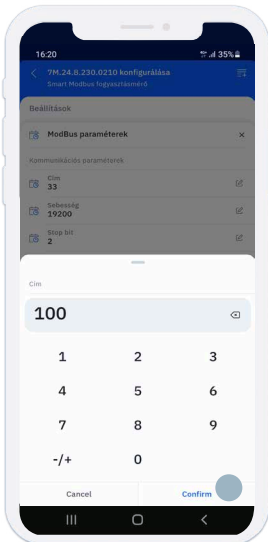 16:20
35%
7M.24.8.230.0210 konfigurálása
Smart Modbus fogyasztásmérő
Beállítások
ModBus paraméterek
Kommunikációs paraméterek
Cím
33
Sebesség
19200
Stop bit
2
Cím
100
1 2 3
4 5 6
7 8 9
-/+ 0
Cancel Confirm